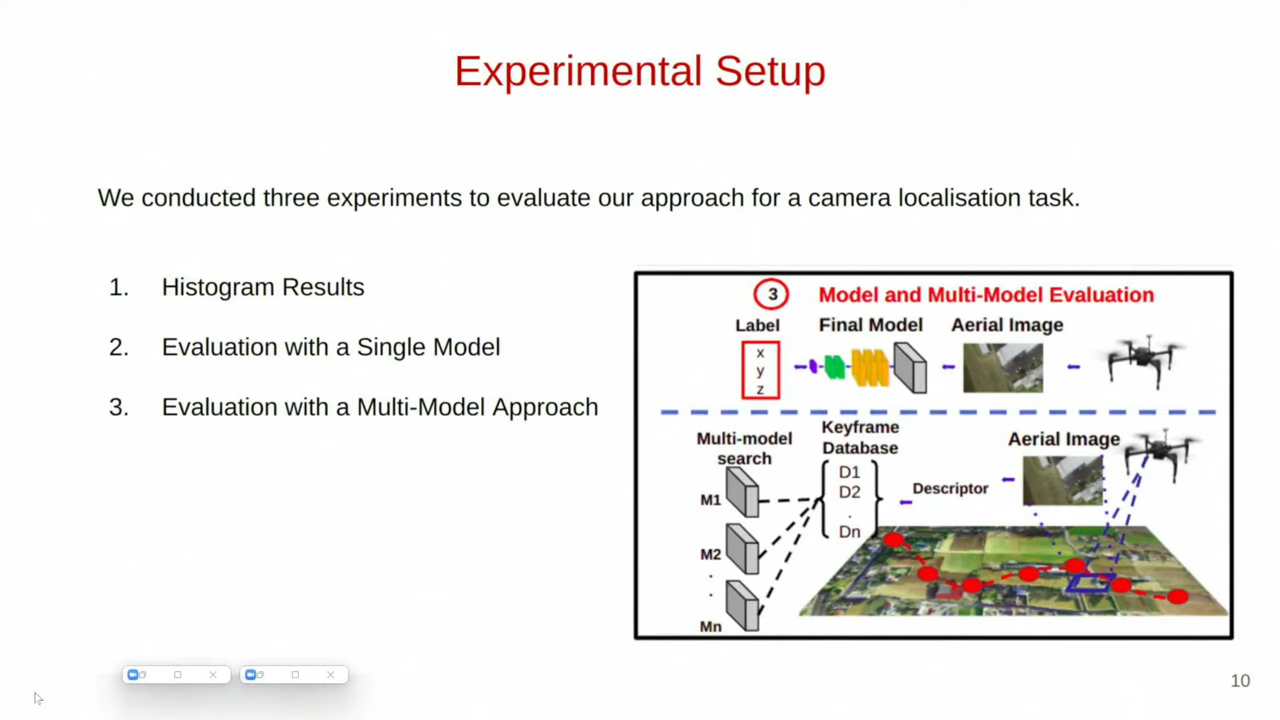 Experimental Setup
We conducted three experiments to evaluate our approach for a camera localisation task.
1. Histogram Results
2. Evaluation with a Single Model
3. Evaluation with a Multi-Model Approach
3 Model and Multi-Model Evaluation
Label
Final Model
Aerial Image
x
y
z
Multi-model
search
Keyframe
Database
Aerial Image
Descriptor
D1
D2
.
Dn
M1
M2
.
.
Mn
10